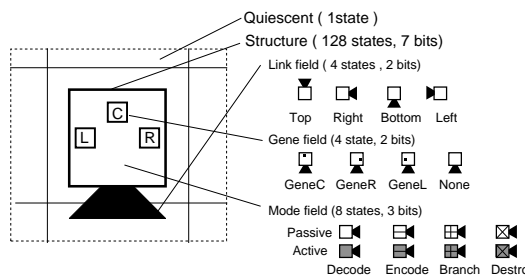 Quiescent ( 1state )
Structure ( 128 states, 7 bits)
Link field ( 4 states , 2 bits)
C
L R
Top Right Bottom Left
Gene field (4 state, 2 bits)
GeneC GeneR GeneL None
Mode field (8 states, 3 bits)
Passive
Active
Decode Encode Branch Destro